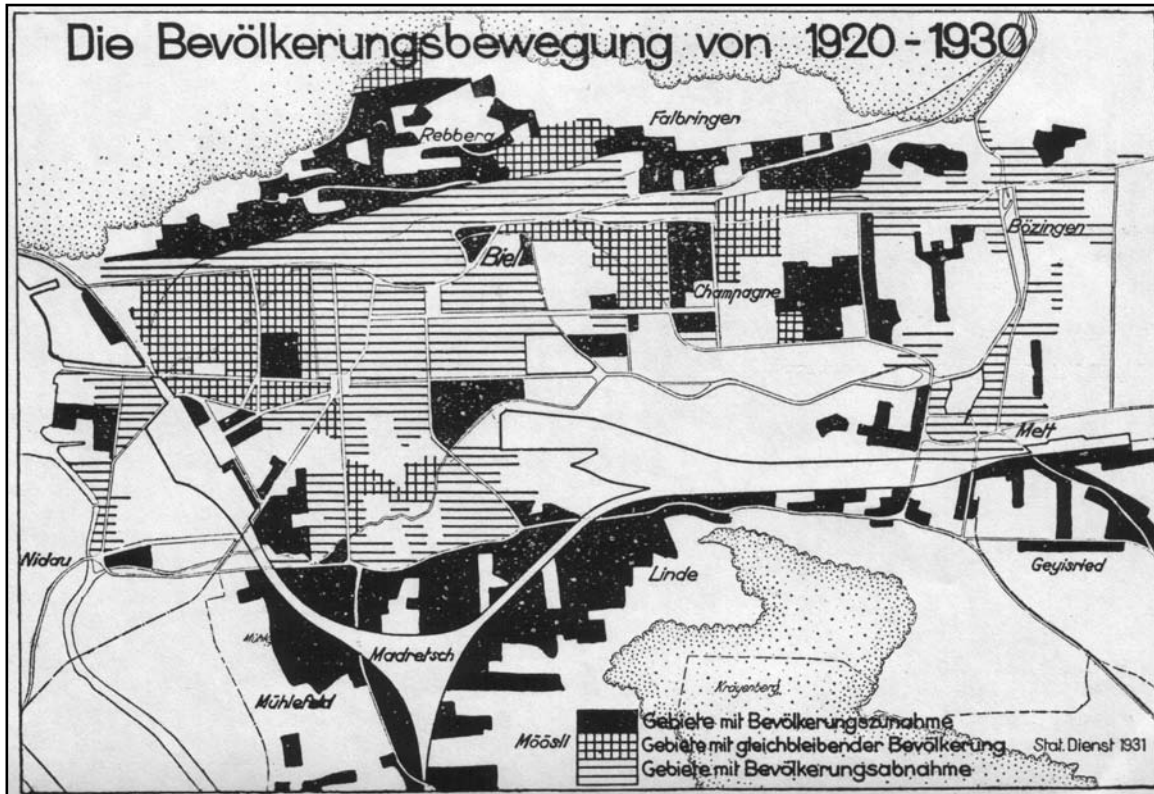 Die Bevölkerungsbewegung von 1920-1930
Falbringen
Rebberg
Bözingen
Biel
Champagne
Mett
Nidau
Linde
Geyisried
Madretsch
Mühlefeld
Kräyenberg
Möösli
Gebiete mit Bevölkerungszunahme
Gebiete mit gleichbleibender Bevölkerung
Stat. Dienst 1931
Gebiete mit Bevölkerungsabnahme